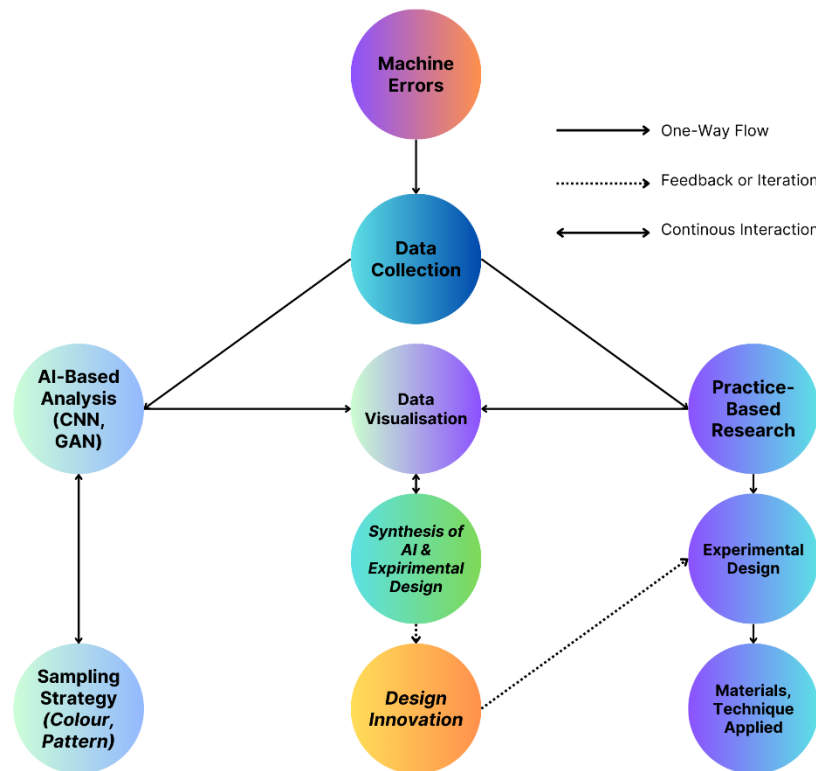 Machine
Errors
One-Way Flow
Feedback or Iteration
Continous Interaction
Data
Collection
AI-Based
Analysis
(CNN,
GAN)
Data
Visualisation
Practice-
Based
Research
Synthesis of
AI &
Expirimental
Design
Experimental
Design
Sampling
Strategy
(Colour,
Pattern)
Design
Innovation
Materials,
Technique
Applied